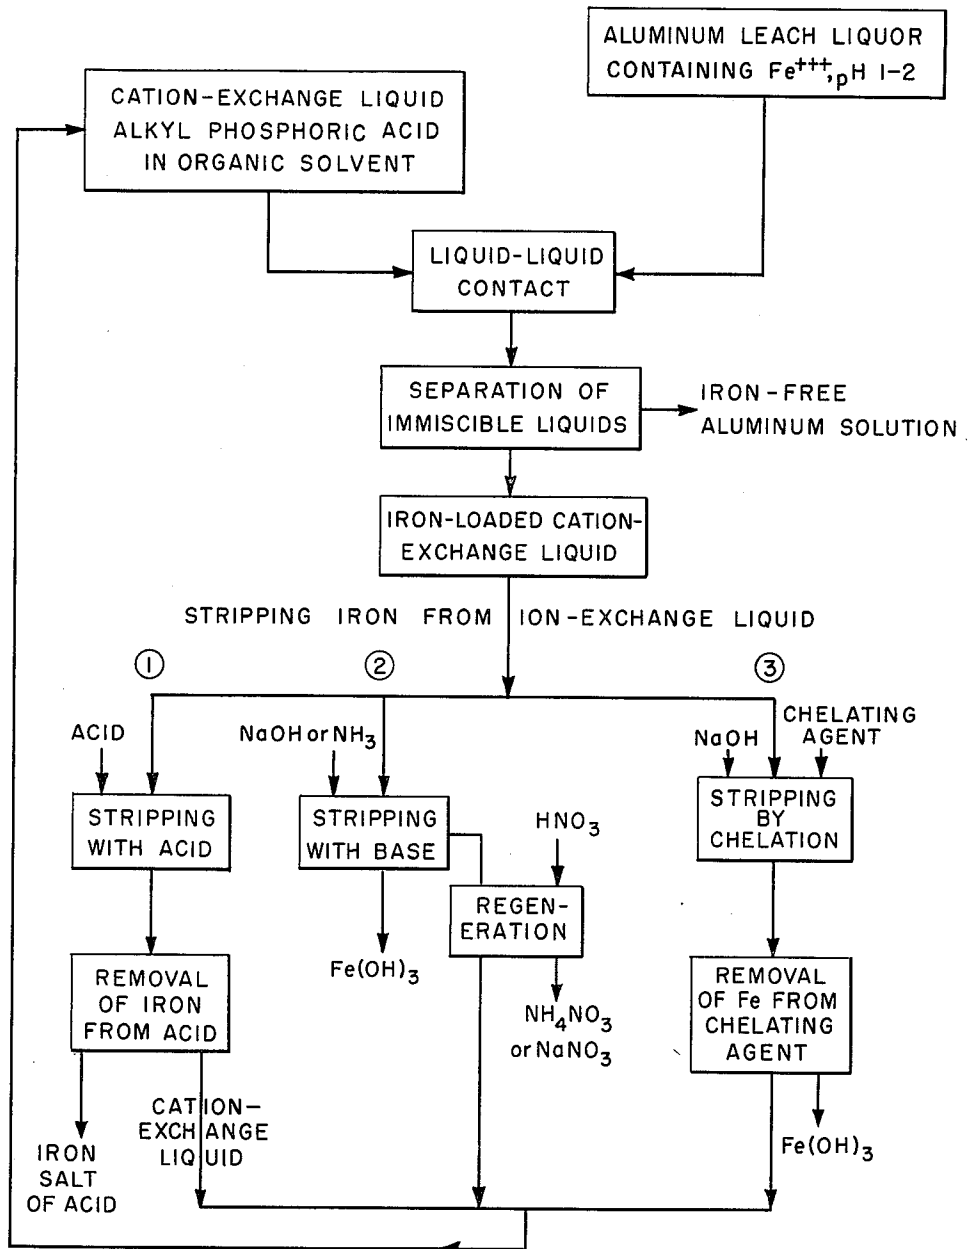 ALUMINUM LEACH LIQUOR
CONTAINING Fe+++, pH 1-2
CATION-EXCHANGE LIQUID
ALKYL PHOSPHORIC ACID
IN ORGANIC SOLVENT
LIQUID-LIQUID
CONTACT
SEPARATION OF
IMMISCIBLE LIQUIDS
IRON-FREE
ALUMINUM SOLUTION
IRON-LOADED CATION-
EXCHANGE LIQUID
STRIPPING IRON FROM ION-EXCHANGE LIQUID
① ② ③
ACID
NaOH or NH3
NaOH
CHELATING
AGENT
STRIPPING
WITH ACID
STRIPPING
WITH BASE
HNO3
STRIPPING
BY
CHELATION
REGEN-
ERATION
REMOVAL
OF IRON
FROM ACID
Fe(OH)3
NH4NO3
or NaNO3
REMOVAL
OF Fe FROM
CHELATING
AGENT
IRON
SALT
OF ACID
CATION-
EXCHANGE
LIQUID
Fe(OH)3